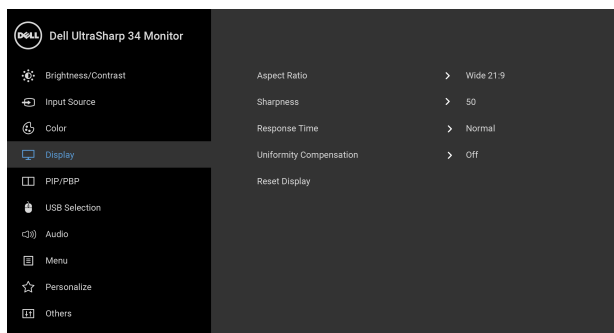 DELL Dell UltraSharp 34 Monitor
Brightness/Contrast
Input Source
Color
Display
PIP/PBP
USB Selection
Audio
Menu
Personalize
Others
Aspect Ratio > Wide 21:9
Sharpness > 50
Response Time > Normal
Uniformity Compensation > Off
Reset Display